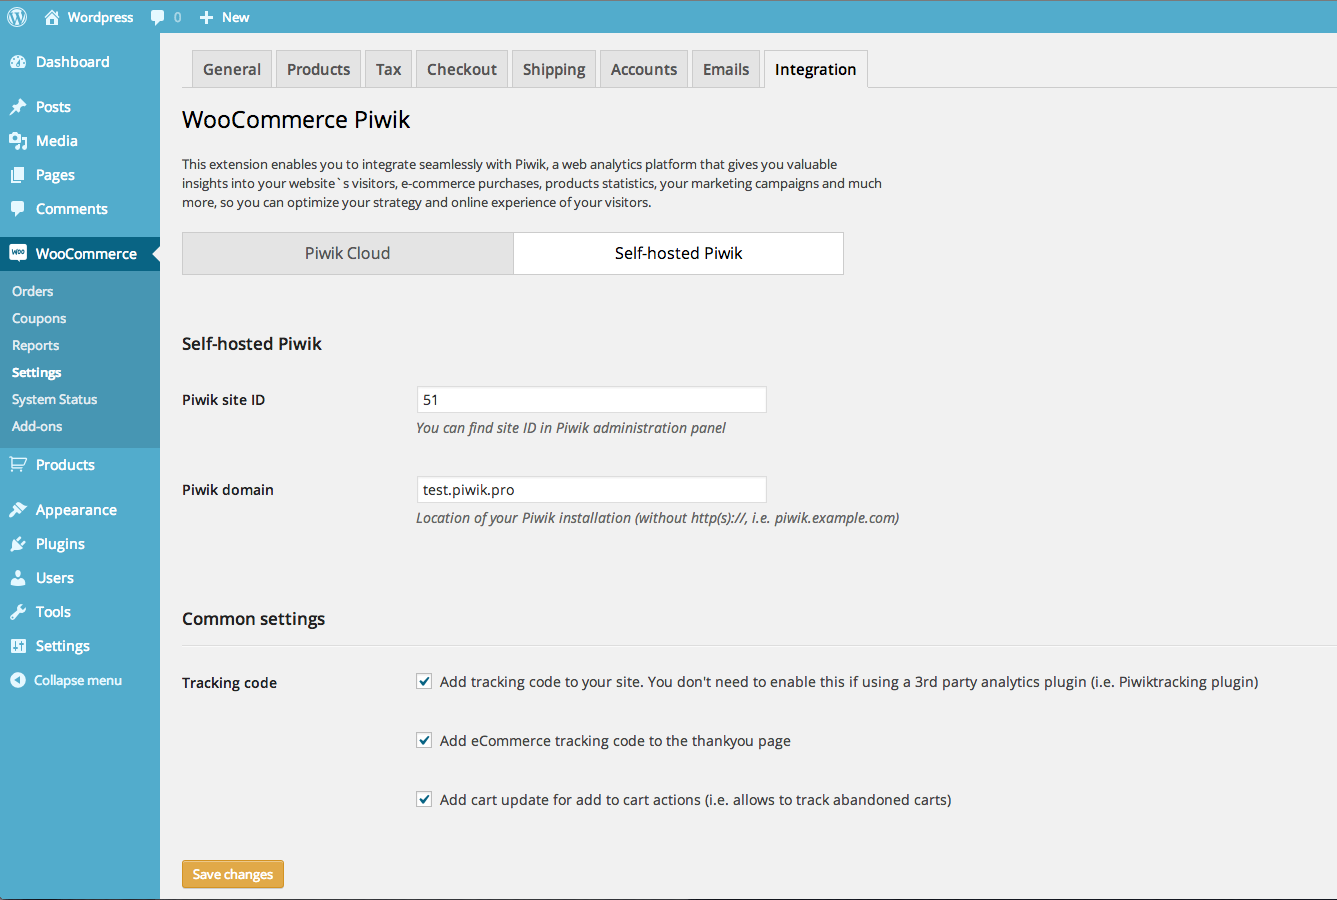 Wordpress 0 New
Dashboard
Posts
Media
Pages
Comments
woo WooCommerce
Orders
Coupons
Reports
Settings
System Status
Add-ons
Products
Appearance
Plugins
Users
Tools
Settings
Collapse menu
General Products Tax Checkout Shipping Accounts Emails Integration
WooCommerce Piwik
This extension enables you to integrate seamlessly with Piwik, a web analytics platform that gives you valuable
insights into your website`s visitors, e-commerce purchases, products statistics, your marketing campaigns and much
more, so you can optimize your strategy and online experience of your visitors.
Piwik Cloud Self-hosted Piwik
Self-hosted Piwik
Piwik site ID 51
You can find site ID in Piwik administration panel
Piwik domain test.piwik.pro
Location of your Piwik installation (without http(s)://, i.e. piwik.example.com)
Common settings
Tracking code Add tracking code to your site. You don't need to enable this if using a 3rd party analytics plugin (i.e. Piwiktracking plugin)
Add eCommerce tracking code to the thankyou page
Add cart update for add to cart actions (i.e. allows to track abandoned carts)
Save changes